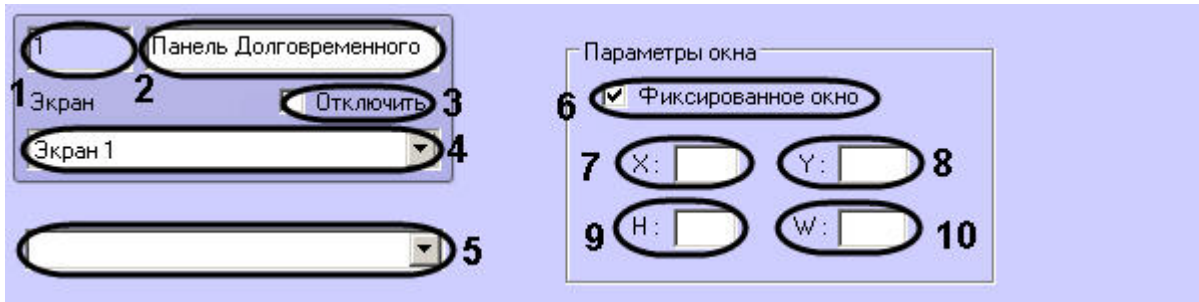 1 Панель Долговременного
1 Экран 2 Отключить 3
Экран 1 4
5
Параметры окна
6 Фиксированное окно
7 X: Y: 8
9 H: W: 10